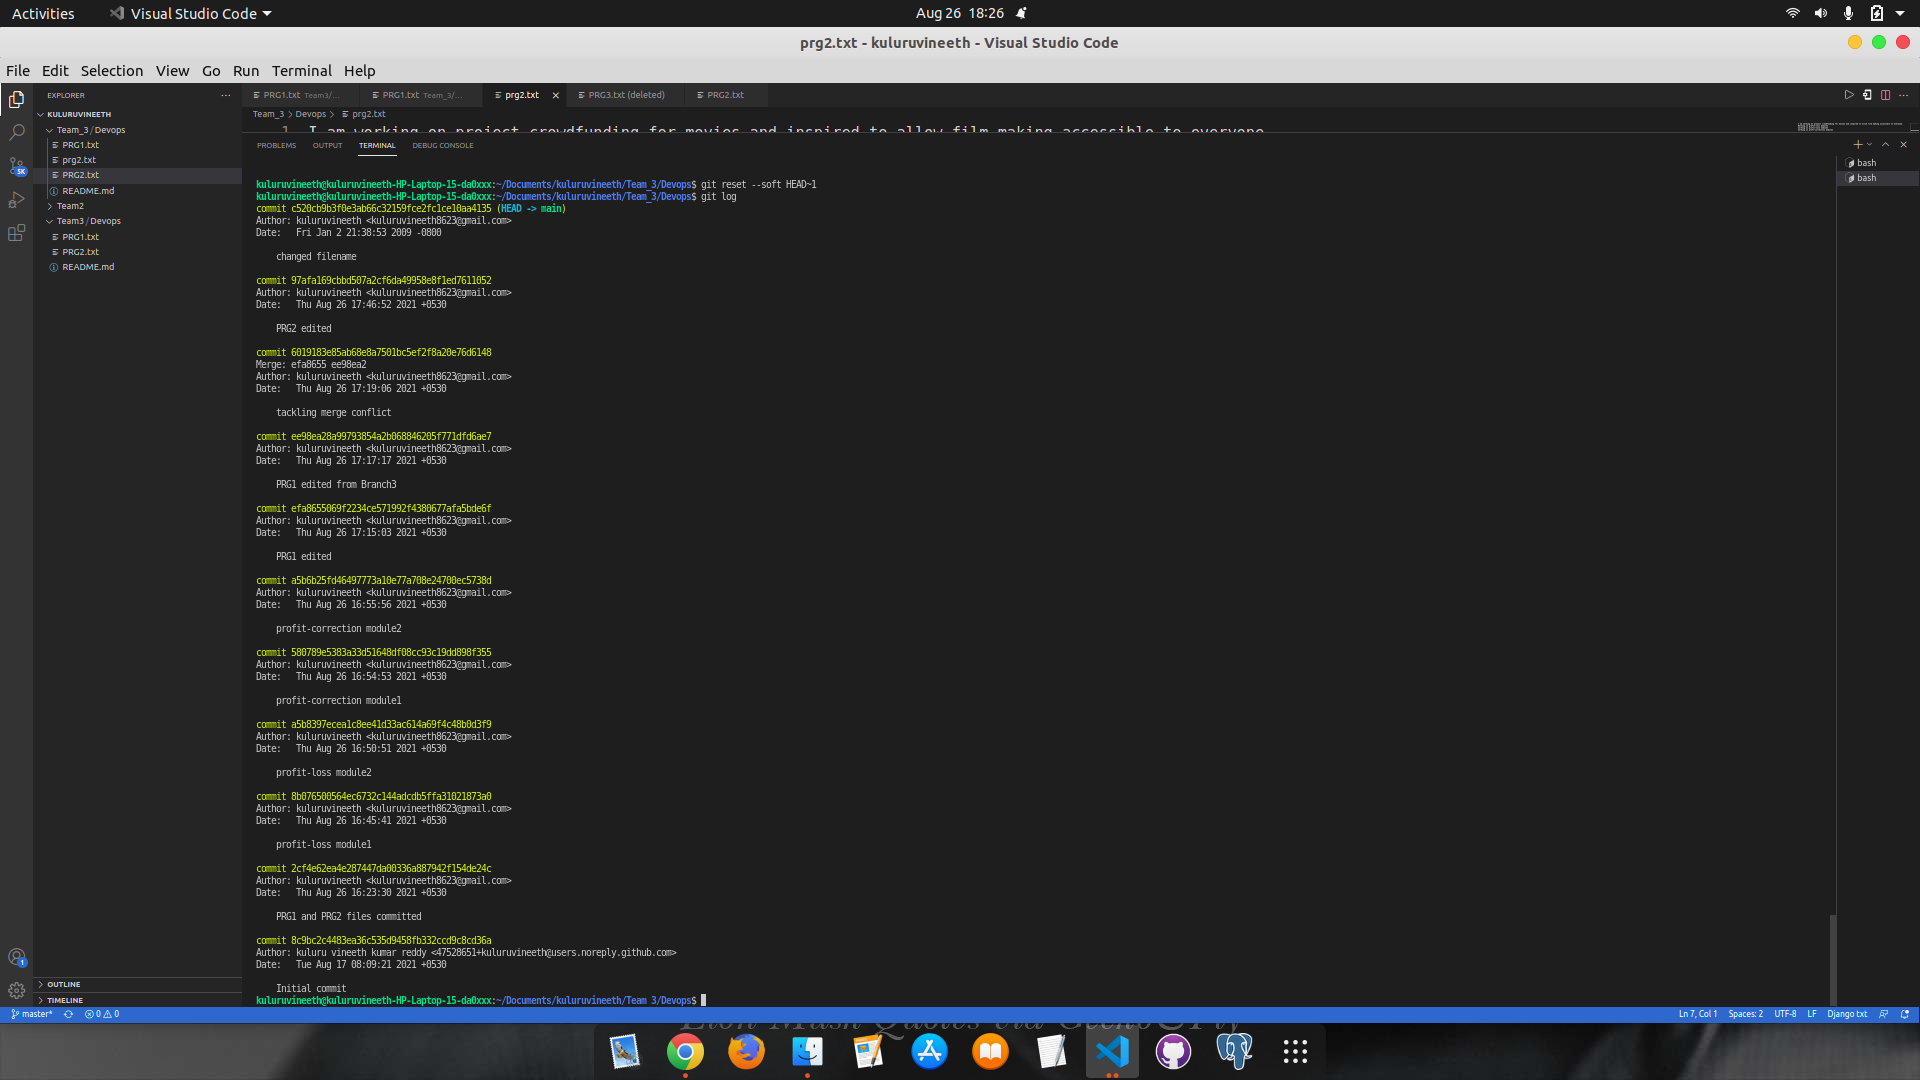 Activities
Visual Studio Code
Aug 26 18:26
prg2.txt - kuluruvineeth - Visual Studio Code
File Edit Selection View Go Run Terminal Help
EXPLORER
PRG1.txt Team3/...
PRG1.txt Team_3/...
prg2.txt
PRG3.txt (deleted)
PRG2.txt
KULURUVINEETH
Team_3 / Devops
PRG1.txt
prg2.txt
PRG2.txt
README.md
Team2
Team3 / Devops
PRG1.txt
PRG2.txt
README.md
5K
1
OUTLINE
TIMELINE
Team_3 > Devops > prg2.txt
1 I am working on project crowdfunding for movies and inspired to allow film making accessible to everyone
PROBLEMS OUTPUT TERMINAL DEBUG CONSOLE
bash
bash
kuluruvineeth@kuluruvineeth-HP-Laptop-15-da0xxx:~/Documents/kuluruvineeth/Team_3/Devops$ git reset --soft HEAD~1
kuluruvineeth@kuluruvineeth-HP-Laptop-15-da0xxx:~/Documents/kuluruvineeth/Team_3/Devops$ git log
commit c520cb9b3f0e3ab66c32159fce2fc1ce10aa4135 (HEAD -> main)
Author: kuluruvineeth <kuluruvineeth8623@gmail.com>
Date:   Fri Jan 2 21:38:53 2009 -0800
changed filename
commit 97afa169cbbd507a2cf6da49958e8f1ed7611052
Author: kuluruvineeth <kuluruvineeth8623@gmail.com>
Date:   Thu Aug 26 17:46:52 2021 +0530
PRG2 edited
commit 6019183e85ab68e8a7501bc5ef2f8a20e76d6148
Merge: efa8655 ee98ea2
Author: kuluruvineeth <kuluruvineeth8623@gmail.com>
Date:   Thu Aug 26 17:19:06 2021 +0530
tackling merge conflict
commit ee98ea28a99793854a2b068846205f771dfd6ae7
Author: kuluruvineeth <kuluruvineeth8623@gmail.com>
Date:   Thu Aug 26 17:17:17 2021 +0530
PRG1 edited from Branch3
commit efa8655069f2234ce571992f4380677afa5bde6f
Author: kuluruvineeth <kuluruvineeth8623@gmail.com>
Date:   Thu Aug 26 17:15:03 2021 +0530
PRG1 edited
commit a5b6b25fd46497773a10e77a708e24700ec5738d
Author: kuluruvineeth <kuluruvineeth8623@gmail.com>
Date:   Thu Aug 26 16:55:56 2021 +0530
profit-correction module2
commit 580789e5383a33d51648df08cc93c19dd898f355
Author: kuluruvineeth <kuluruvineeth8623@gmail.com>
Date:   Thu Aug 26 16:54:53 2021 +0530
profit-correction module1
commit a5b8397ecea1c8ee41d33ac614a69f4c48b0d3f9
Author: kuluruvineeth <kuluruvineeth8623@gmail.com>
Date:   Thu Aug 26 16:50:51 2021 +0530
profit-loss module2
commit 8b076500564ec6732c144adcdb5ffa31021873a0
Author: kuluruvineeth <kuluruvineeth8623@gmail.com>
Date:   Thu Aug 26 16:45:41 2021 +0530
profit-loss module1
commit 2cf4e62ea4e287447da00336a887942f154de24c
Author: kuluruvineeth <kuluruvineeth8623@gmail.com>
Date:   Thu Aug 26 16:23:30 2021 +0530
PRG1 and PRG2 files committed
commit 8c9bc2c4483ea36c535d9458fb332ccd9c8cd36a
Author: kuluru vineeth kumar reddy <47528651+kuluruvineeth@users.noreply.github.com>
Date:   Tue Aug 17 08:09:21 2021 +0530
Initial commit
kuluruvineeth@kuluruvineeth-HP-Laptop-15-da0xxx:~/Documents/kuluruvineeth/Team_3/Devops$
master* 0 0
Ln 7, Col 1 Spaces: 2 UTF-8 LF Django txt